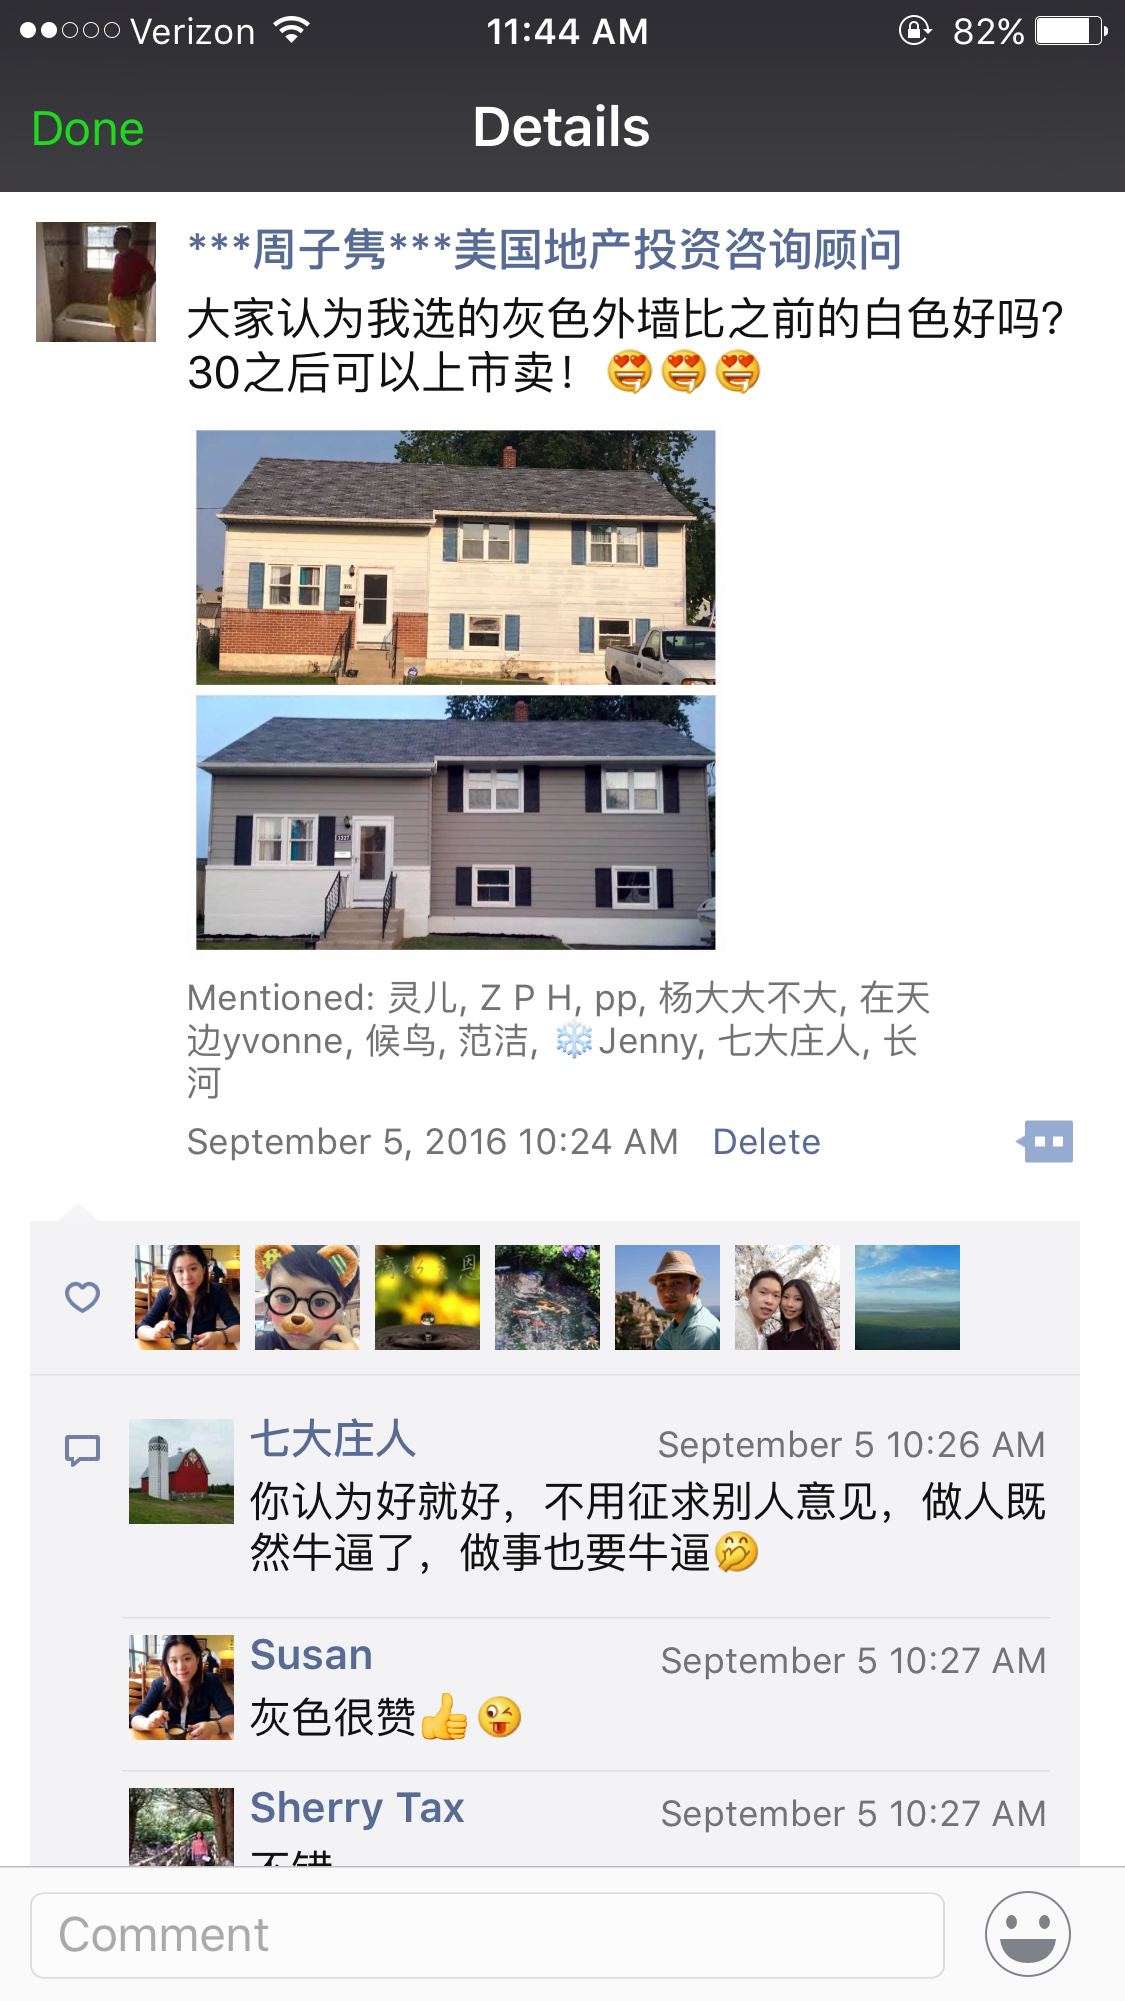 Verizon 11:44 AM 82%
Done Details
***周子隽***美国地产投资咨询顾问
大家认为我选的灰色外墙比之前的白色好吗?
30之后可以上市卖！😍😍😍
Mentioned: 灵儿, Z P H, pp, 杨大大不大, 在天
边yvonne, 候鸟, 范洁, ❄️Jenny, 七大庄人, 长
河
September 5, 2016 10:24 AM Delete
滴水之恩
七大庄人 September 5 10:26 AM
你认为好就好，不用征求别人意见，做人既
然牛逼了，做事也要牛逼🤭
Susan September 5 10:27 AM
灰色很赞👍😜
Sherry Tax September 5 10:27 AM
不错
Comment